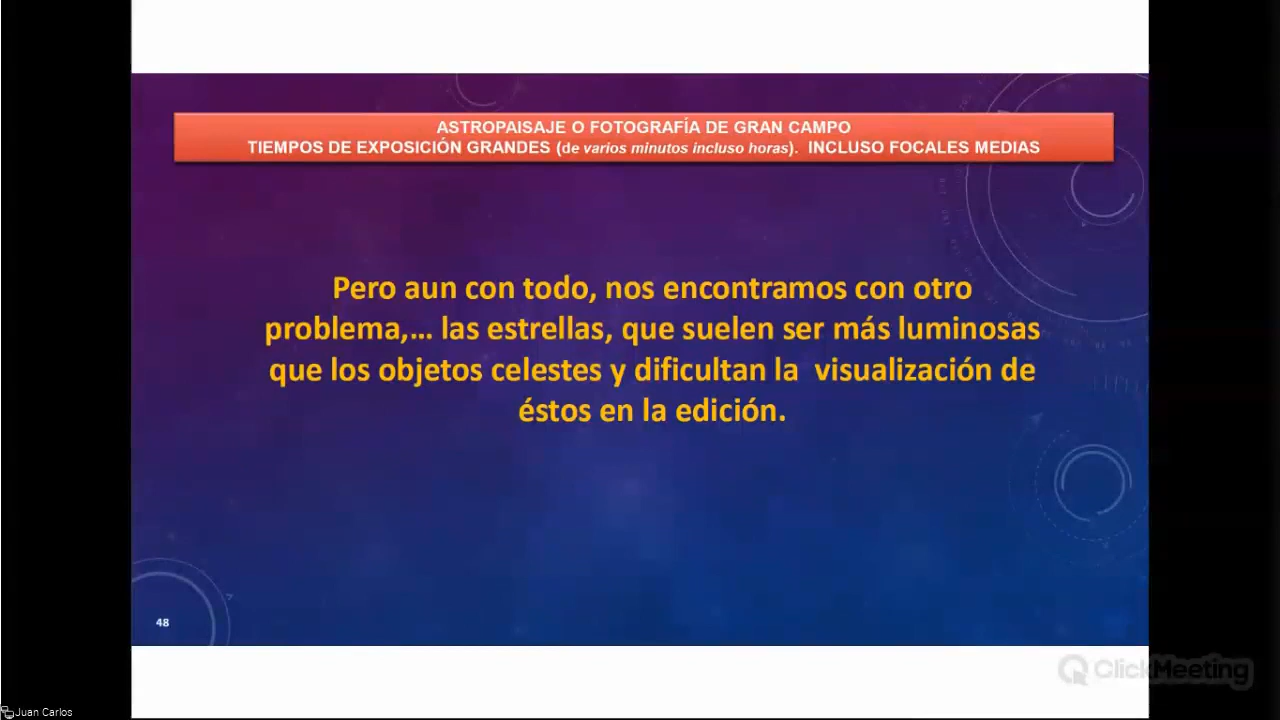 ASTROPAISAJE O FOTOGRAFÍA DE GRAN CAMPO
TIEMPOS DE EXPOSICIÓN GRANDES (de varios minutos incluso horas). INCLUSO FOCALES MEDIAS
Pero aun con todo, nos encontramos con otro
problema,... las estrellas, que suelen ser más luminosas
que los objetos celestes y dificultan la visualización de
éstos en la edición.
48
ClickMeeting
Juan Carlos